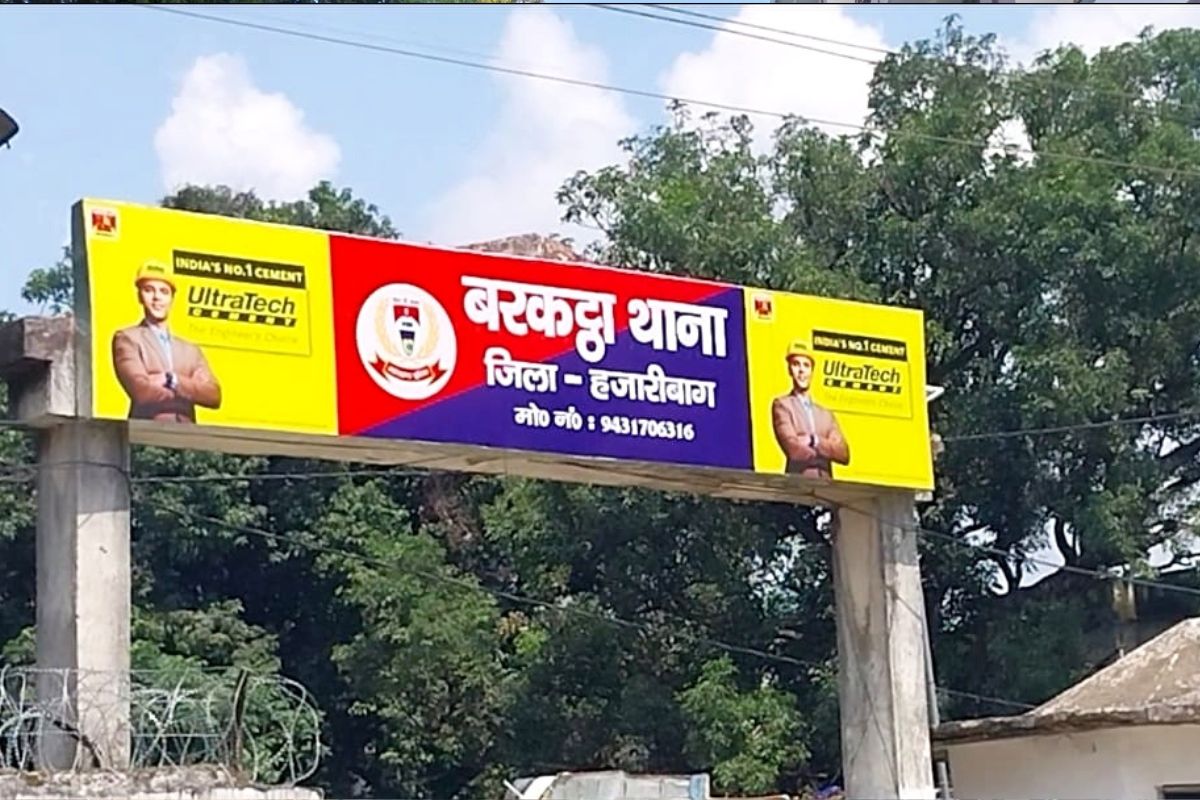 INDIA'S NO.1 CEMENT
UltraTech
CEMENT
The Engineer's Choice
बरकट्ठा थाना
जिला - हजारीबाग
मो0 नं0 : 9431706316
INDIA'S NO.1 CEMENT
UltraTech
CEMENT
The Engineer's Choice